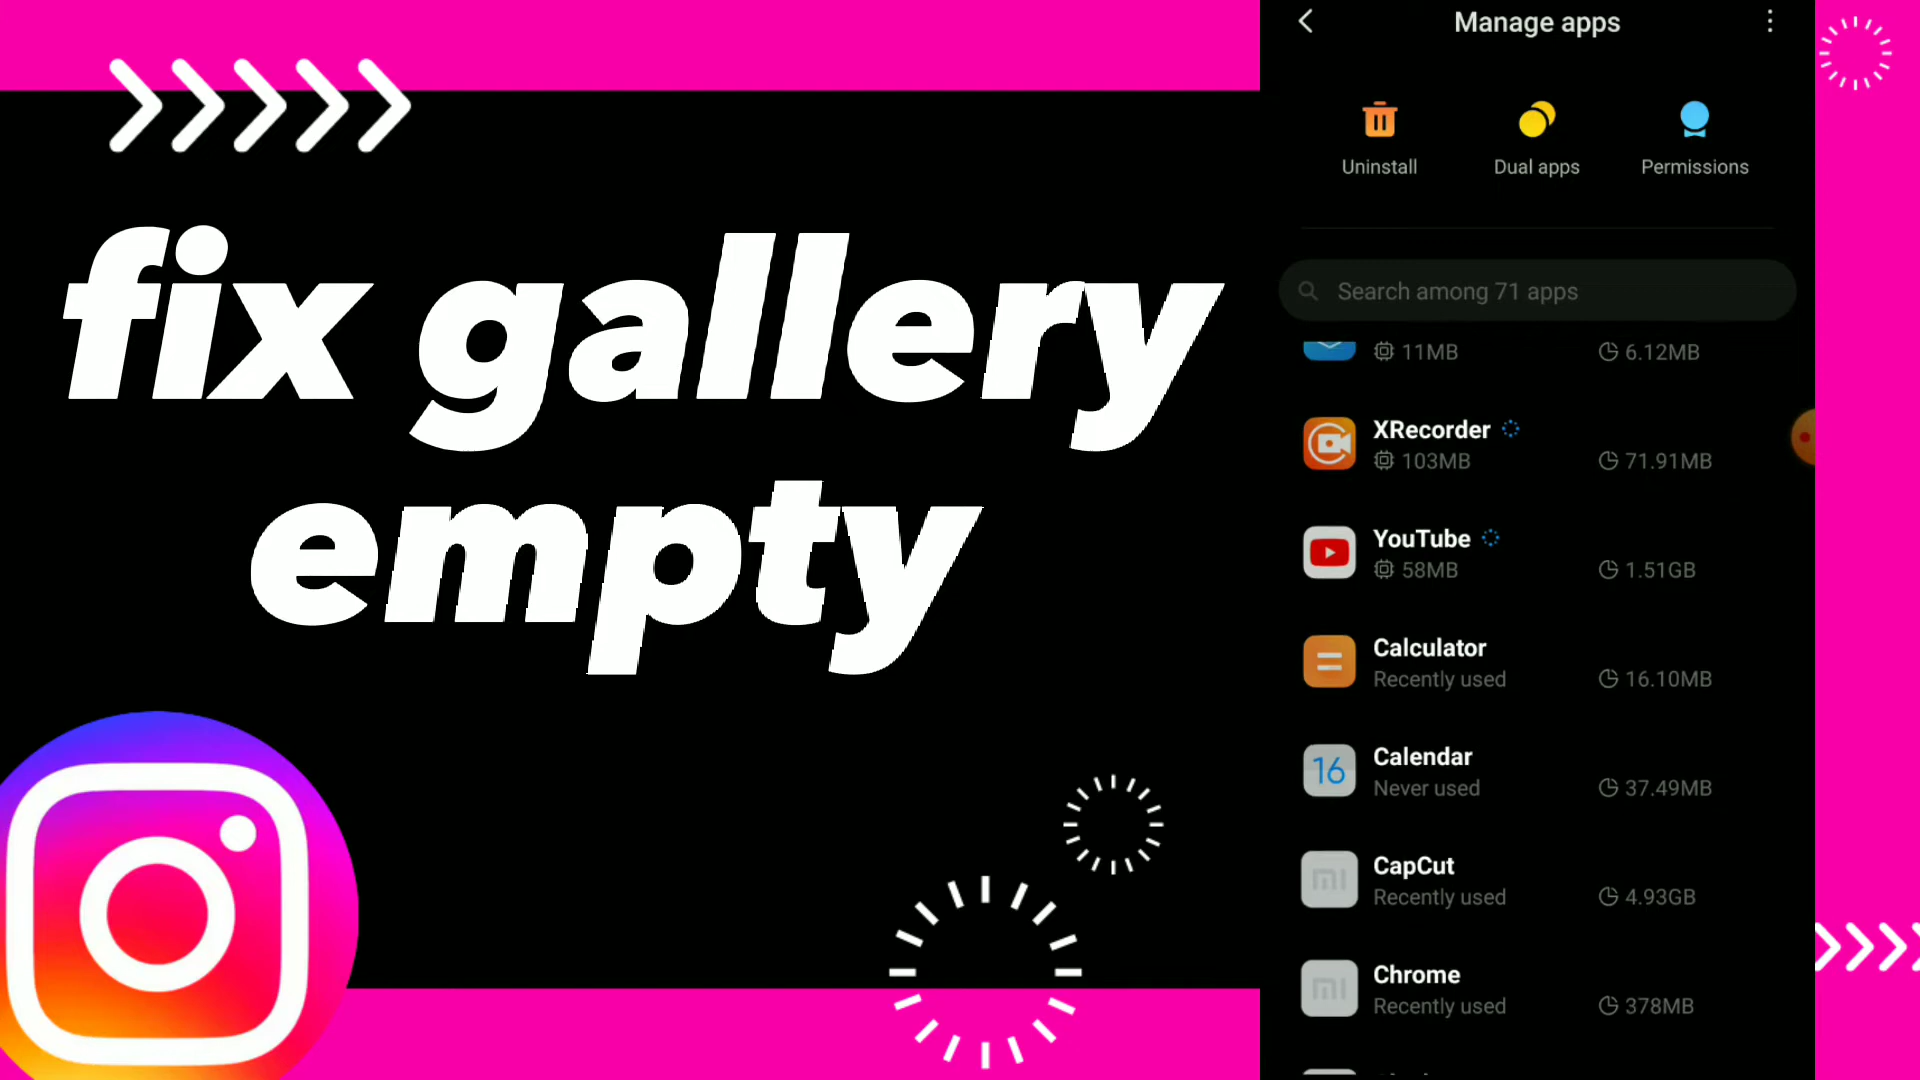 fix gallery
empty
Manage apps
Uninstall
Dual apps
Permissions
Search among 71 apps
11MB
6.12MB
XRecorder
103MB
71.91MB
YouTube
58MB
1.51GB
Calculator
Recently used
16.10MB
16
Calendar
Never used
37.49MB
CapCut
Recently used
4.93GB
Chrome
Recently used
378MB